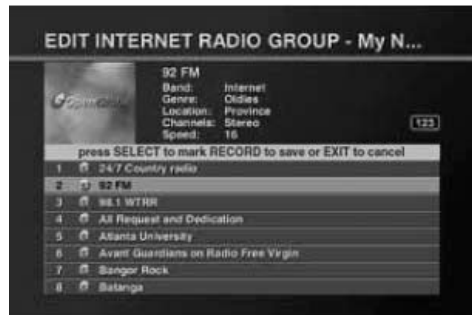 EDIT INTERNET RADIO GROUP - My N...
92 FM
Band: Internet
Genre: Oldies
Location: Province
Channels: Stereo
Speed: 16
123
press SELECT to mark RECORD to save or EXIT to cancel
1 24/7 Country radio
2 92 FM
3 98.1 WTRR
4 All Request and Dedication
5 Atlanta University
6 Avant Guardians on Radio Free Virgin
7 Bangor Rock
8 Batanga